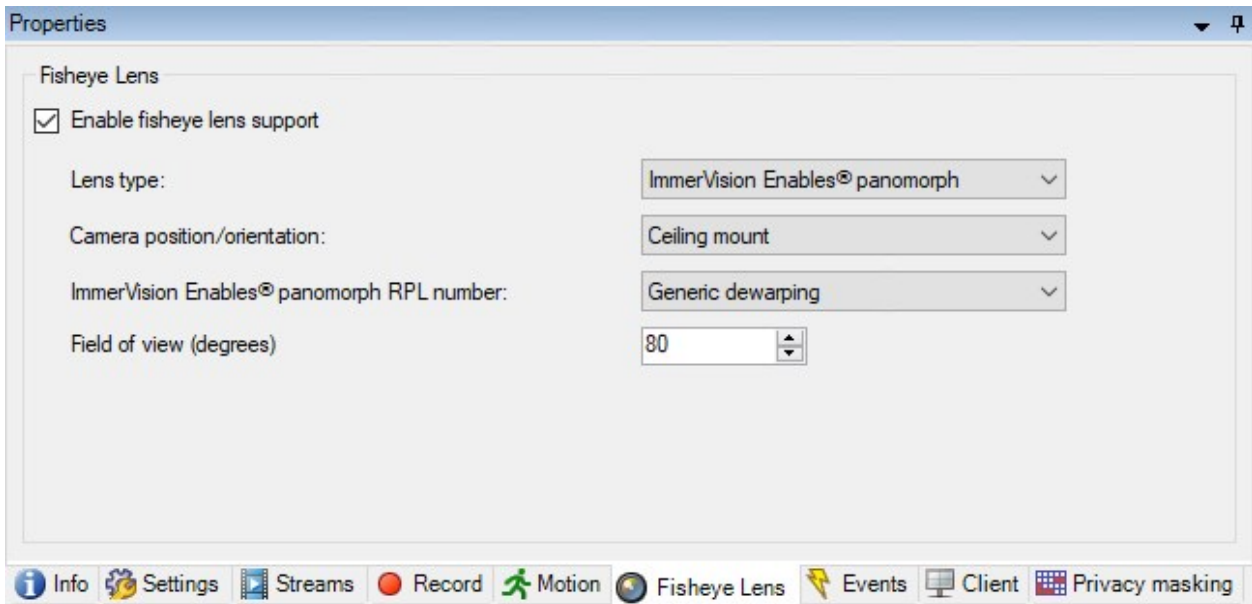 Properties
Fisheye Lens
Enable fisheye lens support
Lens type: ImmerVision Enables® panomorph
Camera position/orientation: Ceiling mount
ImmerVision Enables® panomorph RPL number: Generic dewarping
Field of view (degrees) 80
Info Settings Streams Record Motion Fisheye Lens Events Client Privacy masking